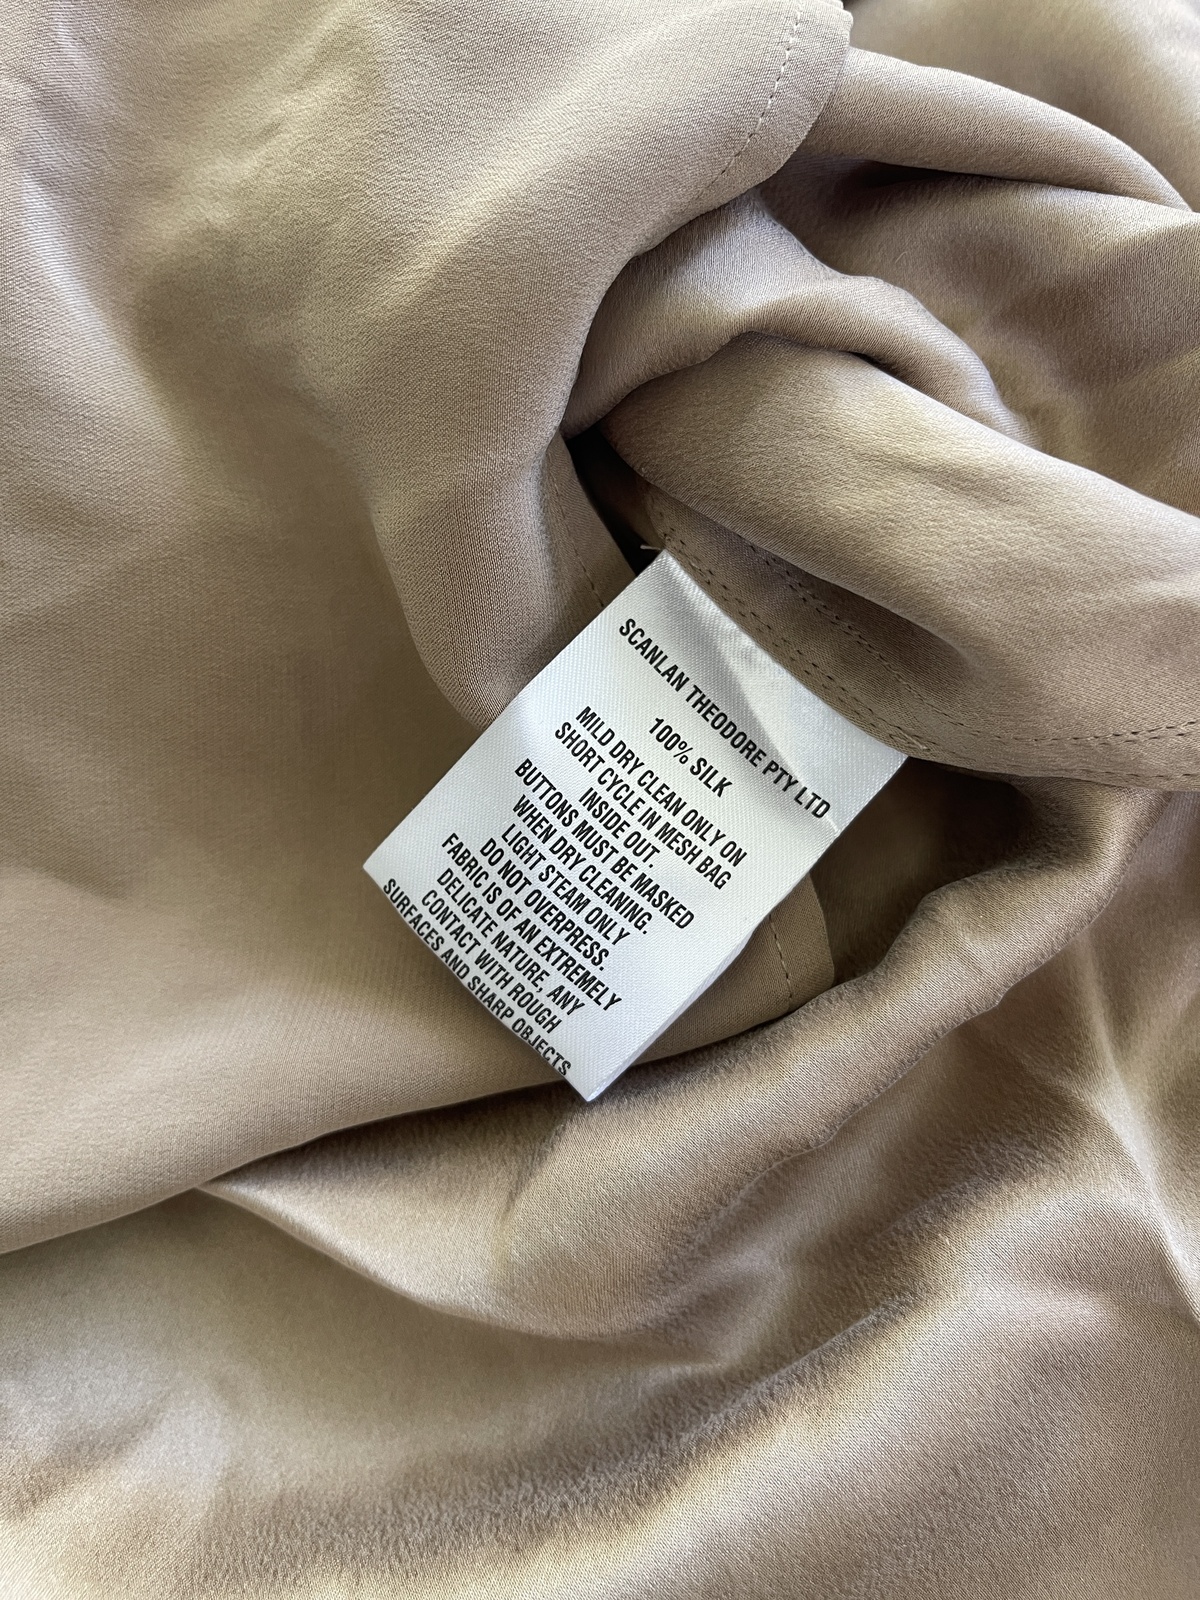 SCANLAN THEODORE PTY LTD
100% SILK
MILD DRY CLEAN ONLY ON
SHORT CYCLE IN MESH BAG
INSIDE OUT.
BUTTONS MUST BE MASKED
WHEN DRY CLEANING.
LIGHT STEAM ONLY
DO NOT OVERPRESS.
FABRIC IS OF AN EXTREMELY
DELICATE NATURE, ANY
CONTACT WITH ROUGH
SURFACES AND SHARP OBJECTS